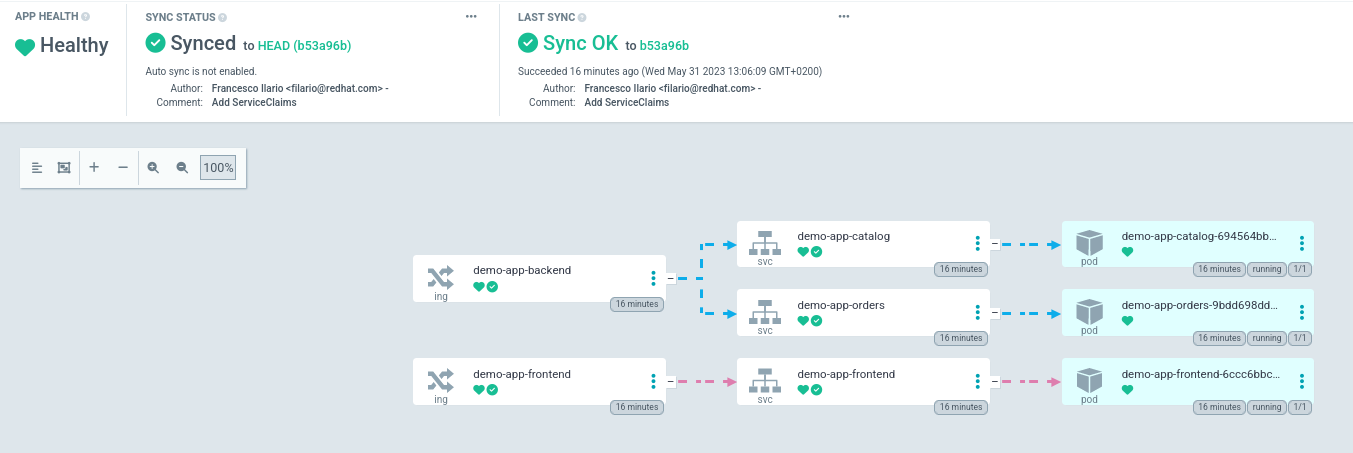 APP HEALTH
Healthy
SYNC STATUS
Synced to HEAD (b53a96b)
Auto sync is not enabled.
Author: Francesco Ilario <filario@redhat.com> -
Comment: Add ServiceClaims
LAST SYNC
Sync OK to b53a96b
Succeeded 16 minutes ago (Wed May 31 2023 13:06:09 GMT+0200)
Author: Francesco Ilario <filario@redhat.com> -
Comment: Add ServiceClaims
100%
demo-app-backend
ing
16 minutes
demo-app-catalog
svc
16 minutes
demo-app-catalog-694564bb...
pod
16 minutes running 1/1
demo-app-orders
svc
16 minutes
demo-app-orders-9bdd698dd...
pod
16 minutes running 1/1
demo-app-frontend
ing
16 minutes
demo-app-frontend
svc
16 minutes
demo-app-frontend-6ccc6bbc...
pod
16 minutes running 1/1